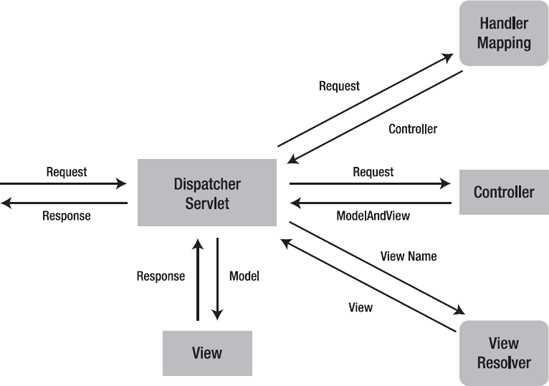 Handler
Mapping
Request
Controller
Request
Response
Dispatcher
Servlet
Request
ModelAndView
Controller
View Name
View
Response
Model
View
View
Resolver